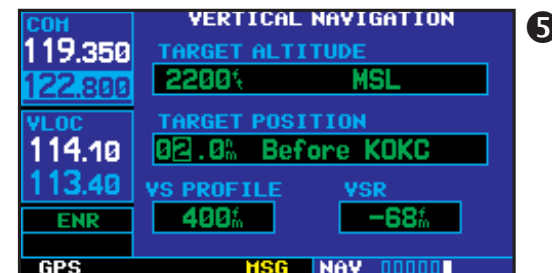 COM
VERTICAL NAVIGATION
5
119.350
TARGET ALTITUDE
122.800
2200ft MSL
VLOC
TARGET POSITION
114.10
02.0nm Before KOKC
113.40
VS PROFILE VSR
ENR
400fm -68fm
GPS MSG NAV